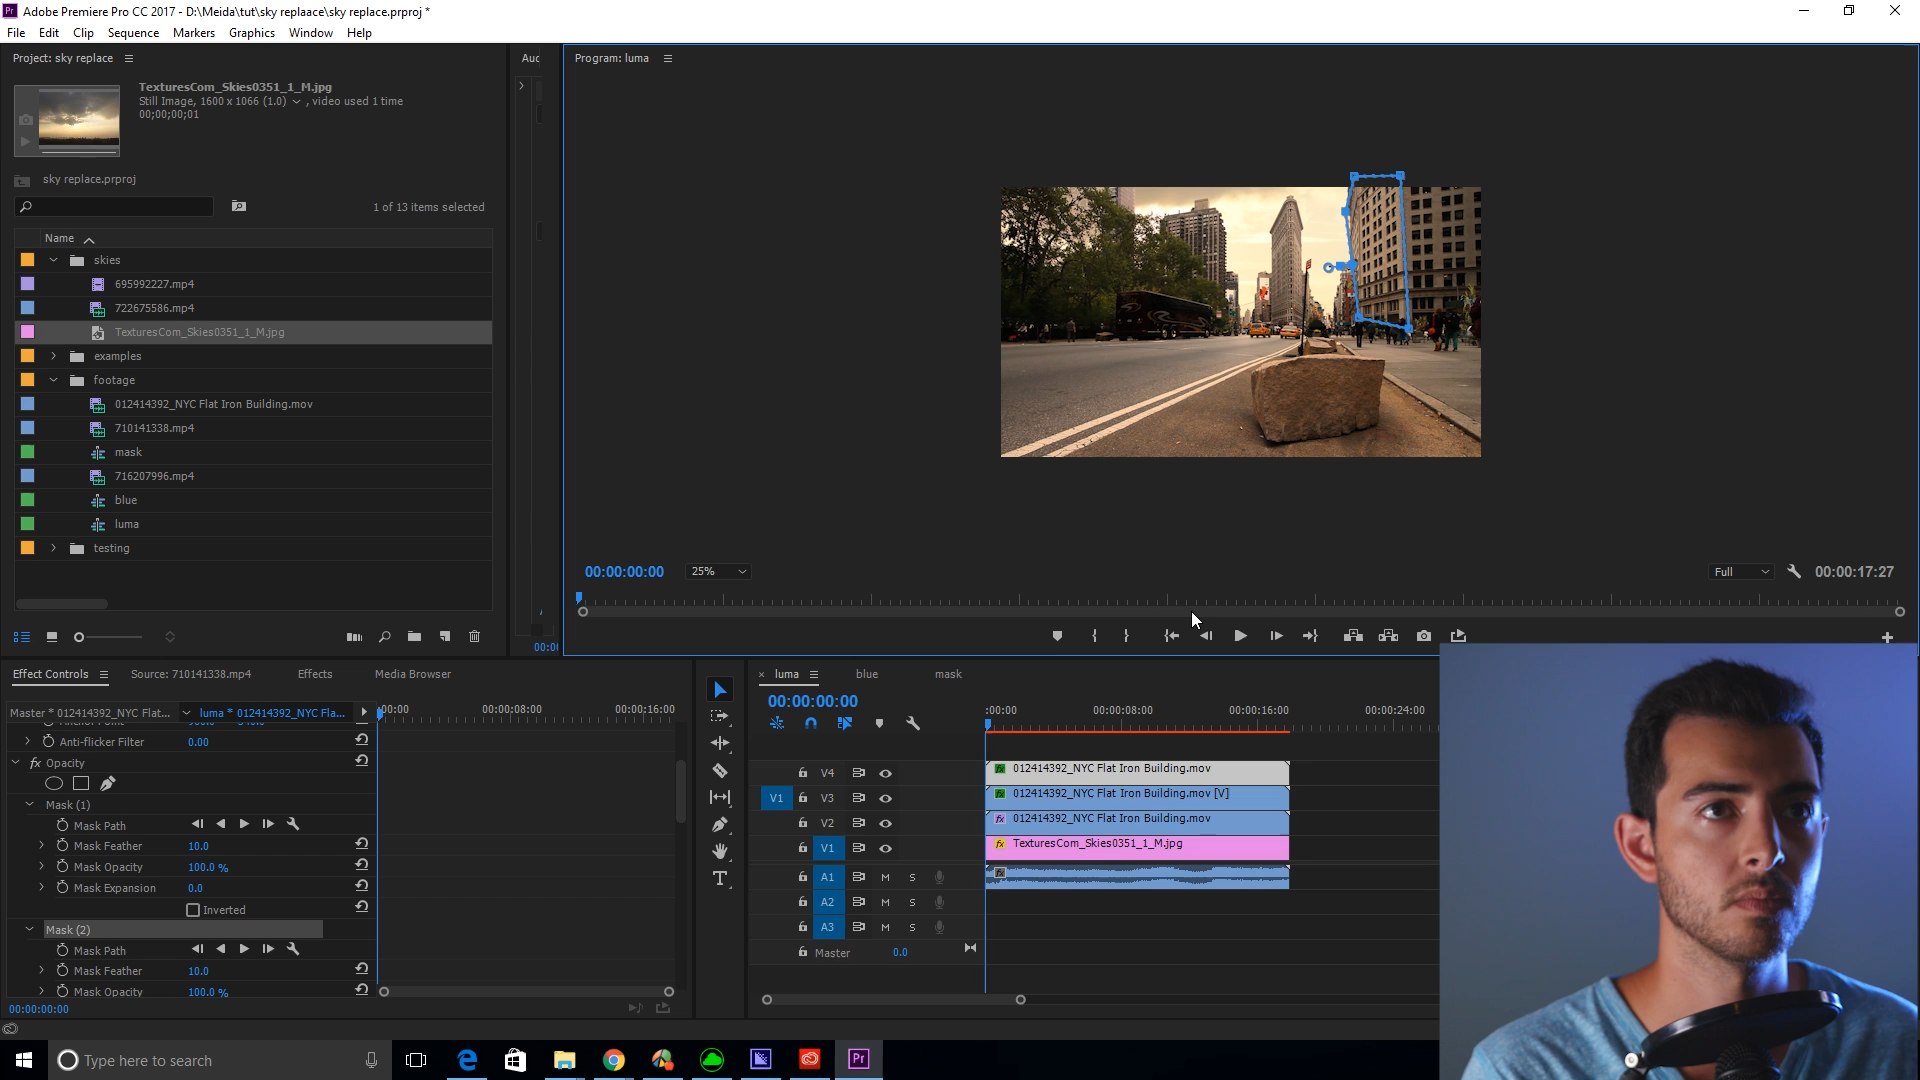 Pr Adobe Premiere Pro CC 2017 - D:\Meida\tut\sky replaace\sky replace.prproj *
File Edit Clip Sequence Markers Graphics Window Help
Project: sky replace
TexturesCom_Skies0351_1_M.jpg
Still Image, 1600 x 1066 (1.0) , video used 1 time
00;00;00;01
sky replace.prproj
1 of 13 items selected
Name
skies
695992227.mp4
722675586.mp4
TexturesCom_Skies0351_1_M.jpg
examples
footage
012414392_NYC Flat Iron Building.mov
710141338.mp4
mask
716207996.mp4
blue
luma
testing
Program: luma
00:00:00:00 25% Full 00:00:17:27
Effect Controls Source: 710141338.mp4 Effects Media Browser
Master * 012414392_NYC Flat... luma * 012414392_NYC Fla...
:00:00 00:00:08:00 00:00:16:00
Anti-flicker Filter 0.00
fx Opacity
Mask (1)
Mask Path
Mask Feather 10.0
Mask Opacity 100.0 %
Mask Expansion 0.0
Inverted
Mask (2)
Mask Path
Mask Feather 10.0
Mask Opacity 100.0 %
00:00:00:00
luma blue mask
00:00:00:00
:00:00 00:00:08:00 00:00:16:00 00:00:24:00
V4 fx 012414392_NYC Flat Iron Building.mov
V1 V3 fx 012414392_NYC Flat Iron Building.mov [V]
V2 fx 012414392_NYC Flat Iron Building.mov
V1 fx TexturesCom_Skies0351_1_M.jpg
A1 M S fx
A2 M S
A3 M S
Master 0.0
Type here to search
Pr